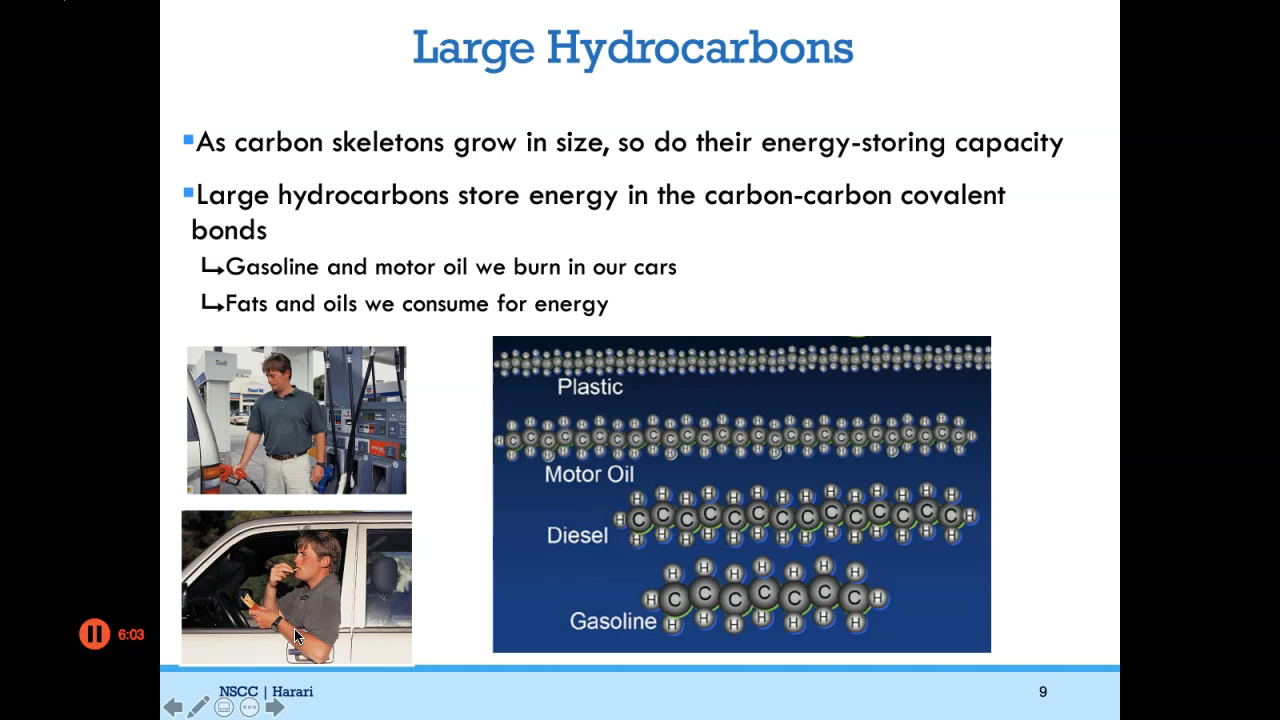 Large Hydrocarbons
As carbon skeletons grow in size, so do their energy-storing capacity
Large hydrocarbons store energy in the carbon-carbon covalent
bonds
Gasoline and motor oil we burn in our cars
Fats and oils we consume for energy
Self
Plastic
Motor Oil
H H H H H H H H H H H H H H
H C C C C C C C C C C C C C C H
Diesel
H H H H H H H H H H H H H H
H H H H H H H
H C C C C C C C H
Gasoline
H H H H H H H
6:03
NSCC | Harari
9